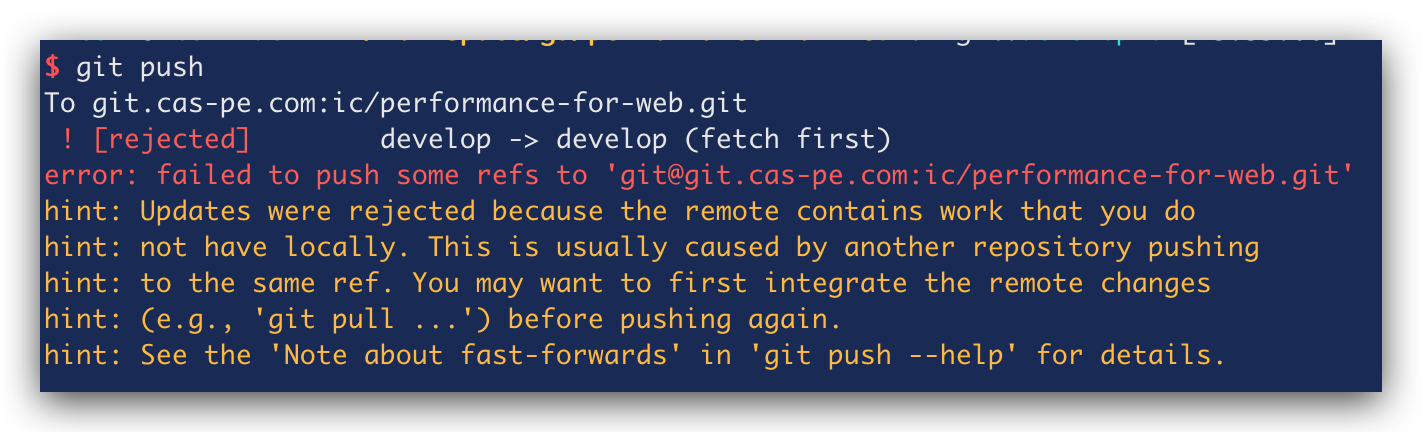 $ git push
To git.cas-pe.com:ic/performance-for-web.git
 ! [rejected]        develop -> develop (fetch first)
error: failed to push some refs to 'git@git.cas-pe.com:ic/performance-for-web.git'
hint: Updates were rejected because the remote contains work that you do
hint: not have locally. This is usually caused by another repository pushing
hint: to the same ref. You may want to first integrate the remote changes
hint: (e.g., 'git pull ...') before pushing again.
hint: See the 'Note about fast-forwards' in 'git push --help' for details.